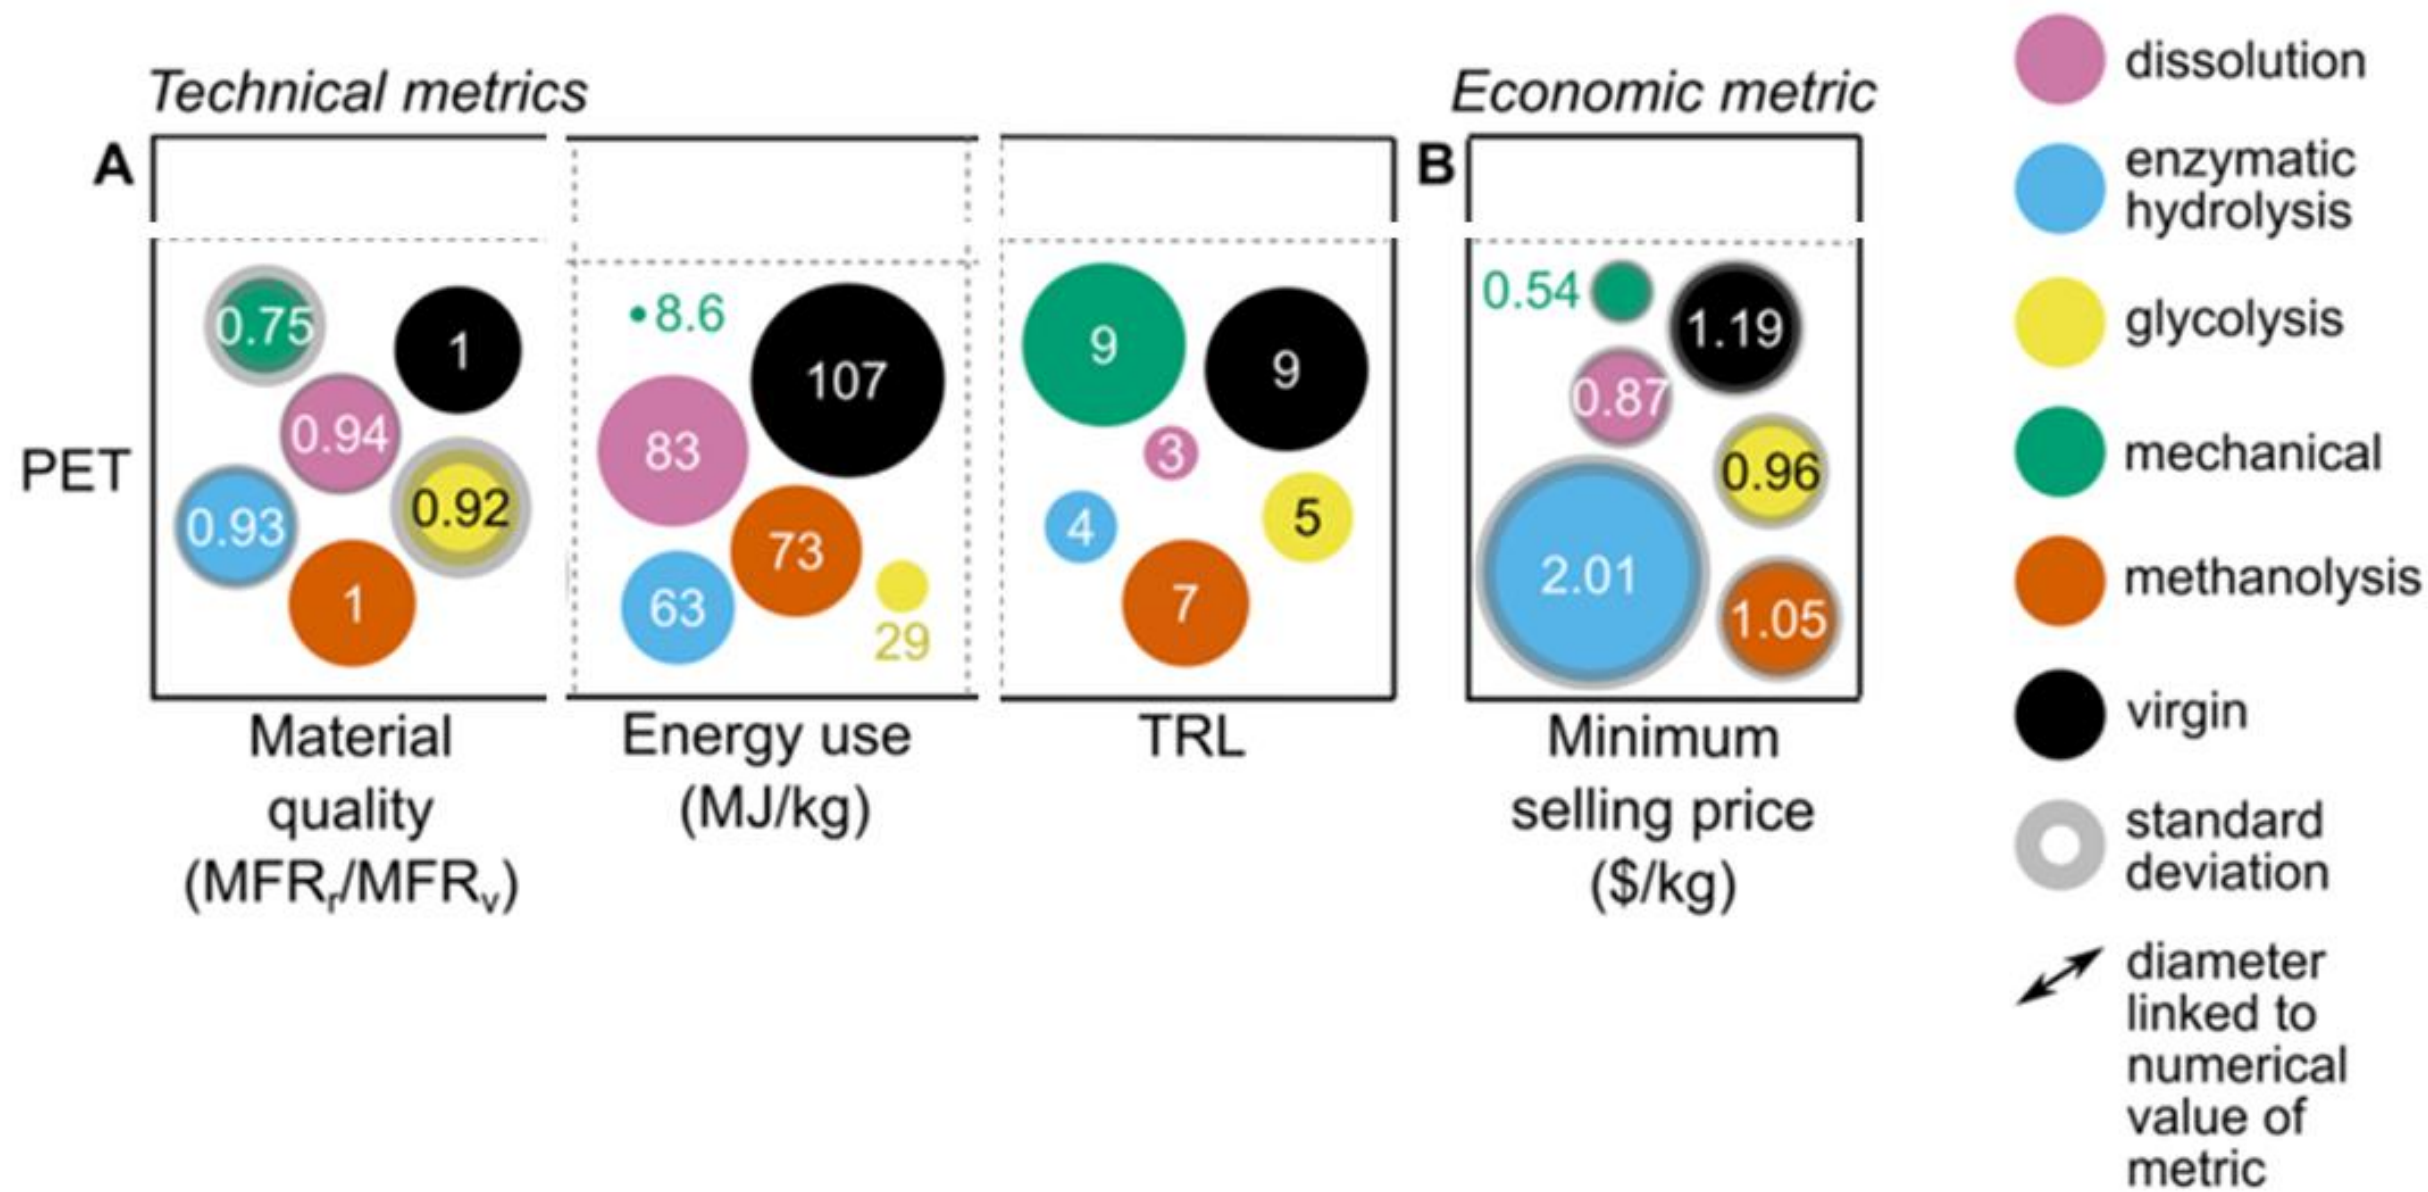 Technical metrics
Economic metric
A
B
PET
0.75
1
0.94
0.93
0.92
1
8.6
107
83
73
63
29
9
9
3
4
5
7
0.54
1.19
0.87
0.96
2.01
1.05
Material
quality
(MFRr/MFRv)
Energy use
(MJ/kg)
TRL
Minimum
selling price
($/kg)
dissolution
enzymatic
hydrolysis
glycolysis
mechanical
methanolysis
virgin
standard
deviation
diameter
linked to
numerical
value of
metric